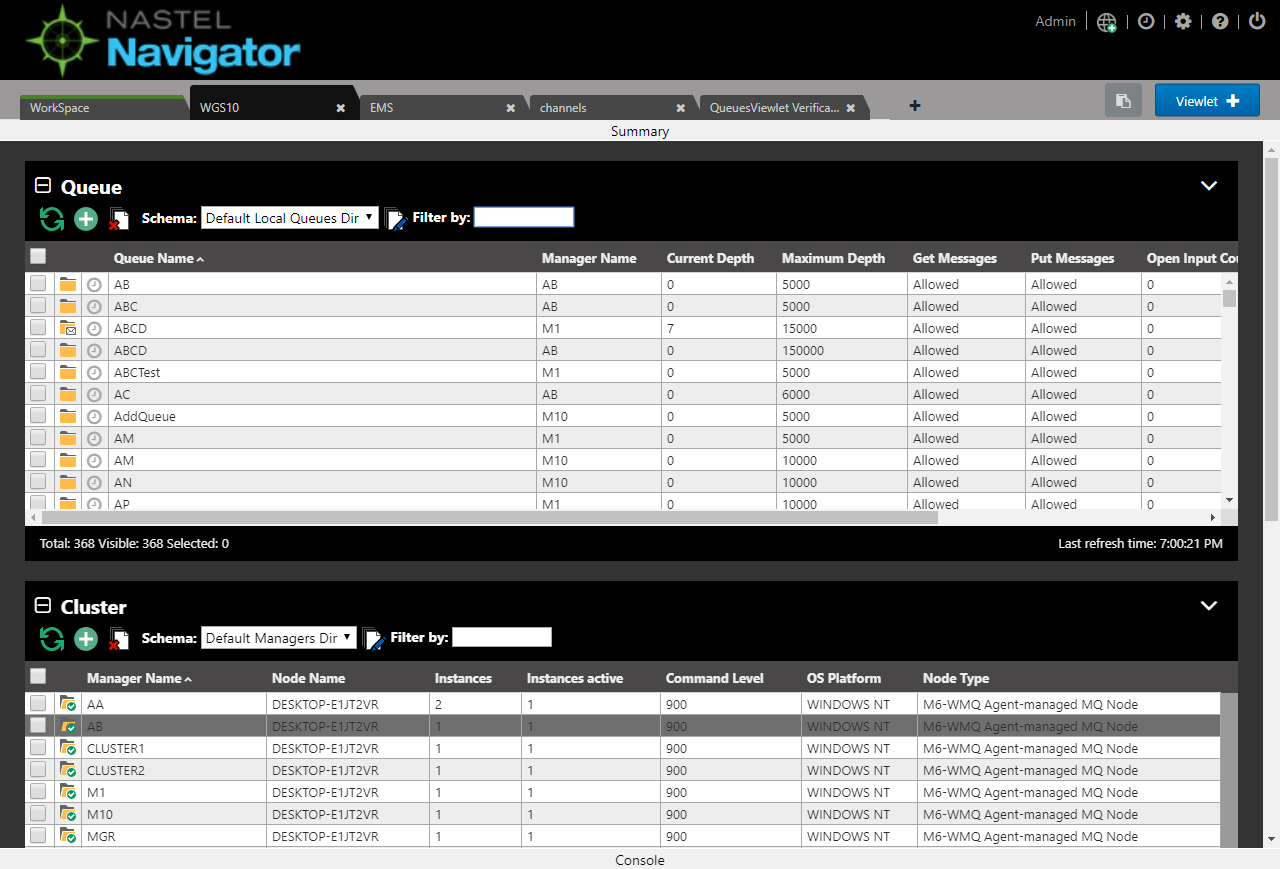 NASTEL
Navigator
Admin
WorkSpace WGS10 EMS channels QueuesViewlet Verifica... Viewlet
Summary
Queue
Schema: Default Local Queues Dir Filter by:
Queue Name Manager Name Current Depth Maximum Depth Get Messages Put Messages Open Input Cou
AB AB 0 5000 Allowed Allowed 0
ABC AB 0 5000 Allowed Allowed 0
ABCD M1 7 15000 Allowed Allowed 0
ABCD AB 0 150000 Allowed Allowed 0
ABCTest M1 0 5000 Allowed Allowed 0
AC AB 0 6000 Allowed Allowed 0
AddQueue M10 0 5000 Allowed Allowed 0
AM M1 0 5000 Allowed Allowed 0
AM M10 0 10000 Allowed Allowed 0
AN M10 0 10000 Allowed Allowed 0
AP M1 0 10000 Allowed Allowed 0
Total: 368 Visible: 368 Selected: 0 Last refresh time: 7:00:21 PM
Cluster
Schema: Default Managers Dir Filter by:
Manager Name Node Name Instances Instances active Command Level OS Platform Node Type
AA DESKTOP-E1JT2VR 2 1 900 WINDOWS NT M6-WMQ Agent-managed MQ Node
AB DESKTOP-E1JT2VR 1 1 900 WINDOWS NT M6-WMQ Agent-managed MQ Node
CLUSTER1 DESKTOP-E1JT2VR 1 1 900 WINDOWS NT M6-WMQ Agent-managed MQ Node
CLUSTER2 DESKTOP-E1JT2VR 1 1 900 WINDOWS NT M6-WMQ Agent-managed MQ Node
M1 DESKTOP-E1JT2VR 1 1 900 WINDOWS NT M6-WMQ Agent-managed MQ Node
M10 DESKTOP-E1JT2VR 1 1 900 WINDOWS NT M6-WMQ Agent-managed MQ Node
MGR DESKTOP-E1JT2VR 1 1 900 WINDOWS NT M6-WMQ Agent-managed MQ Node
Console